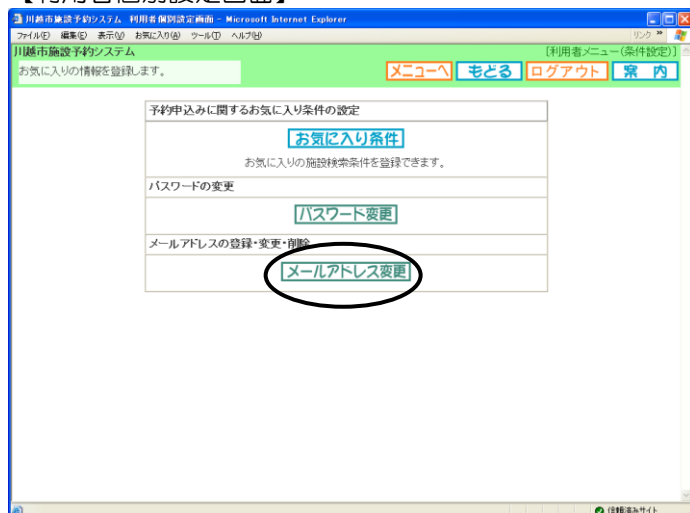 【利用者個別設定画面】
川越市施設予約システム 利用者個別設定画面 - Microsoft Internet Explorer
ファイル(F) 編集(E) 表示(V) お気に入り(A) ツール(T) ヘルプ(H) リンク »
川越市施設予約システム [利用者メニュー(条件設定)]
お気に入りの情報を登録します。 メニューへ もどる ログアウト 案 内
予約申込みに関するお気に入り条件の設定
お気に入り条件
お気に入りの施設検索条件を登録できます。
パスワードの変更
パスワード変更
メールアドレスの登録・変更・削除
メールアドレス変更
信頼済みサイト